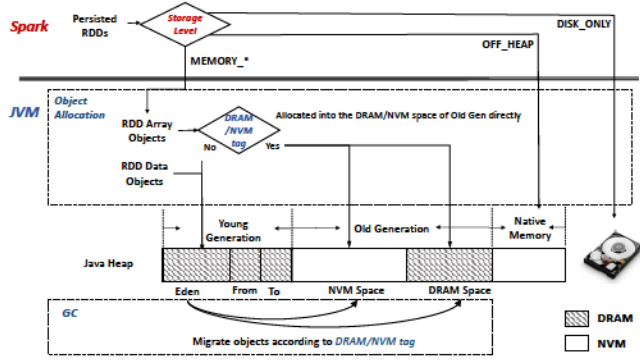 Spark
Persisted
RDDs
Storage
Level
DISK_ONLY
OFF_HEAP
MEMORY_*
JVM
Object
Allocation
RDD Array
Objects
DRAM
/NVM
tag
Allocated into the DRAM/NVM space of Old Gen directly
No
Yes
RDD Data
Objects
Young
Generation
Old Generation
Native
Memory
Java Heap
Eden
From
To
NVM Space
DRAM Space
GC
Migrate objects according to DRAM/NVM tag
DRAM
NVM